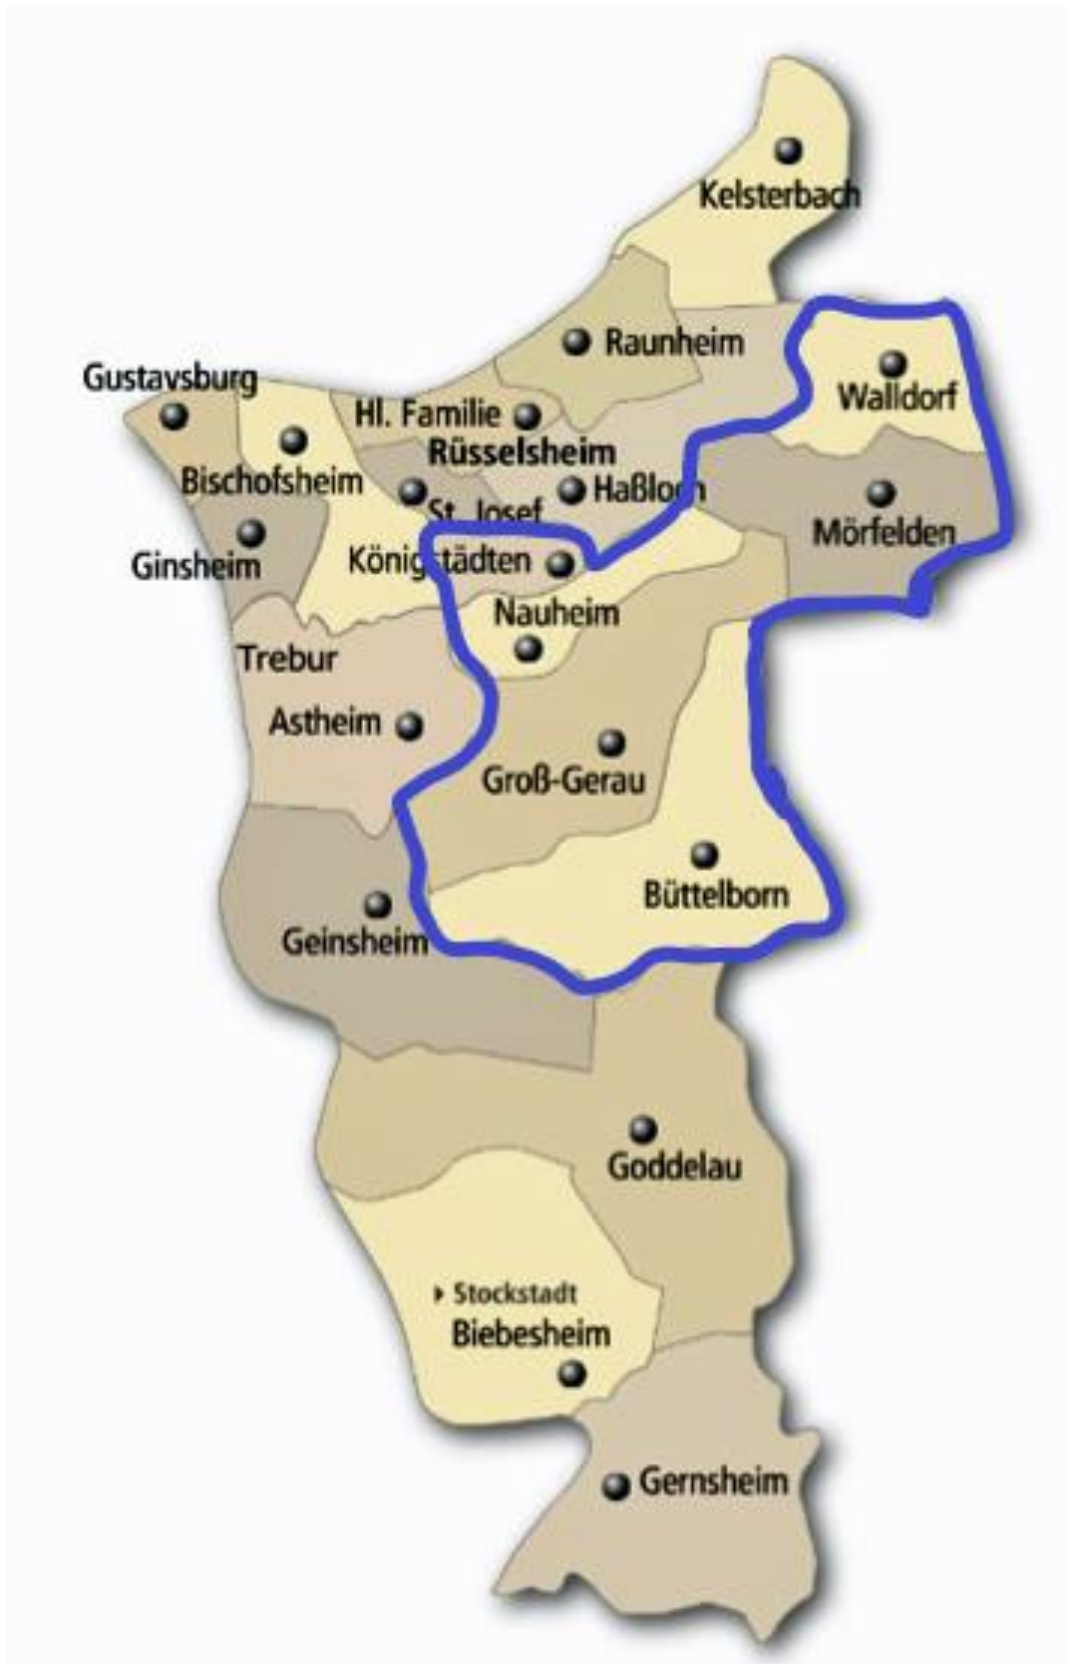 Kelsterbach
Raunheim
Gustavsburg
Walldorf
Hl. Familie
Rüsselsheim
Bischofsheim
Haßloch
St. Josef
Mörfelden
Ginsheim
Königstädten
Nauheim
Trebur
Astheim
Groß-Gerau
Büttelborn
Geinsheim
Goddelau
Stockstadt
Biebesheim
Gernsheim